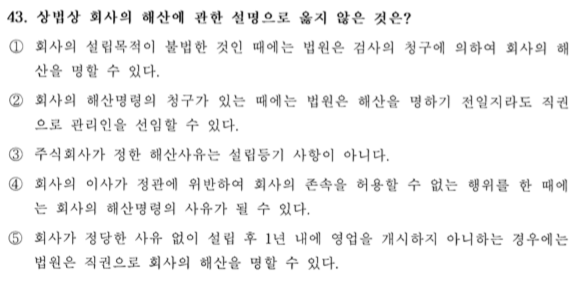 43. 상법상 회사의 해산에 관한 설명으로 옳지 않은 것은?
① 회사의 설립목적이 불법한 것인 때에는 법원은 검사의 청구에 의하여 회사의 해
산을 명할 수 있다.
② 회사의 해산명령의 청구가 있는 때에는 법원은 해산을 명하기 전일지라도 직권
으로 관리인을 선임할 수 있다.
③ 주식회사가 정한 해산사유는 설립등기 사항이 아니다.
④ 회사의 이사가 정관에 위반하여 회사의 존속을 허용할 수 없는 행위를 한 때에
는 회사의 해산명령의 사유가 될 수 있다.
⑤ 회사가 정당한 사유 없이 설립 후 1년 내에 영업을 개시하지 아니하는 경우에는
법원은 직권으로 회사의 해산을 명할 수 있다.